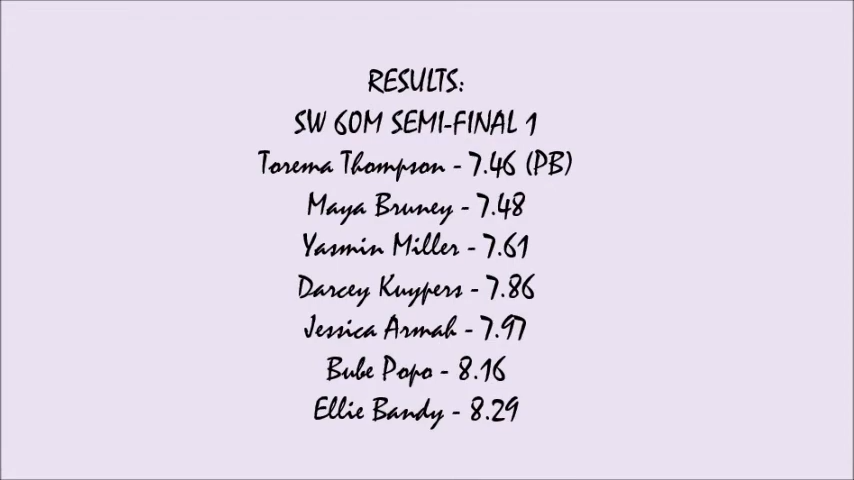 RESULTS:
SW 60M SEMI-FINAL 1
Torema Thompson - 7.46 (PB)
Maya Bruney - 7.48
Yasmin Miller - 7.61
Darcey Kuypers - 7.86
Jessica Armah - 7.97
Bube Popo - 8.16
Ellie Bandy - 8.29